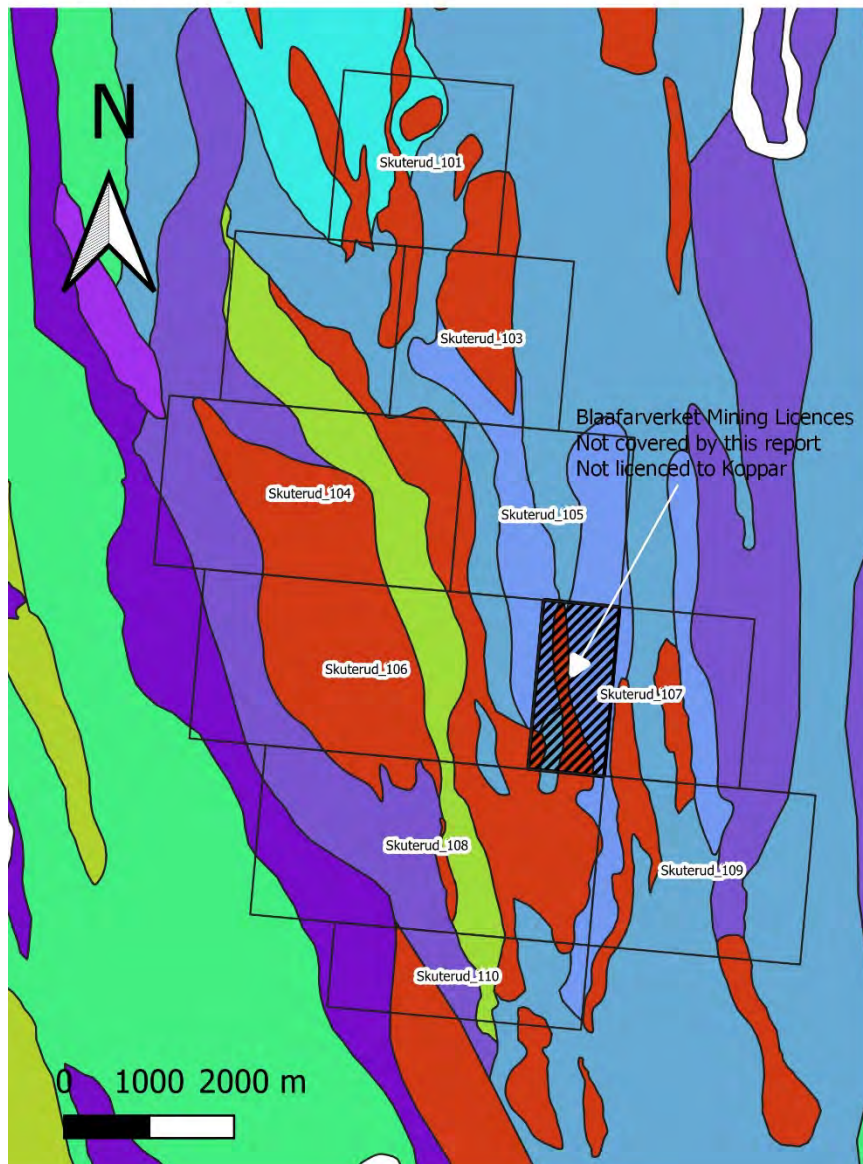 N
Skuterud_101
Skuterud_103
Blaafarverket Mining Licences
Not covered by this report
Not licenced to Koppar
Skuterud_104
Skuterud_105
Skuterud_106
Skuterud_107
Skuterud_108
Skuterud_109
Skuterud_110
0 1000 2000 m